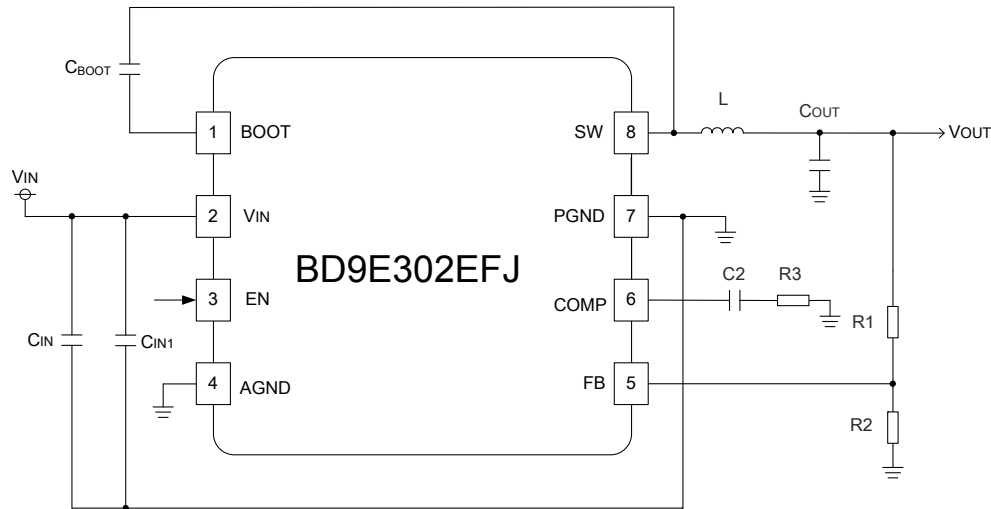 CBOOT
1 BOOT
SW 8
L
COUT
VOUT
VIN
2 VIN
PGND 7
BD9E302EFJ
3 EN
COMP 6
C2
R3
R1
CIN
CIN1
4 AGND
FB 5
R2